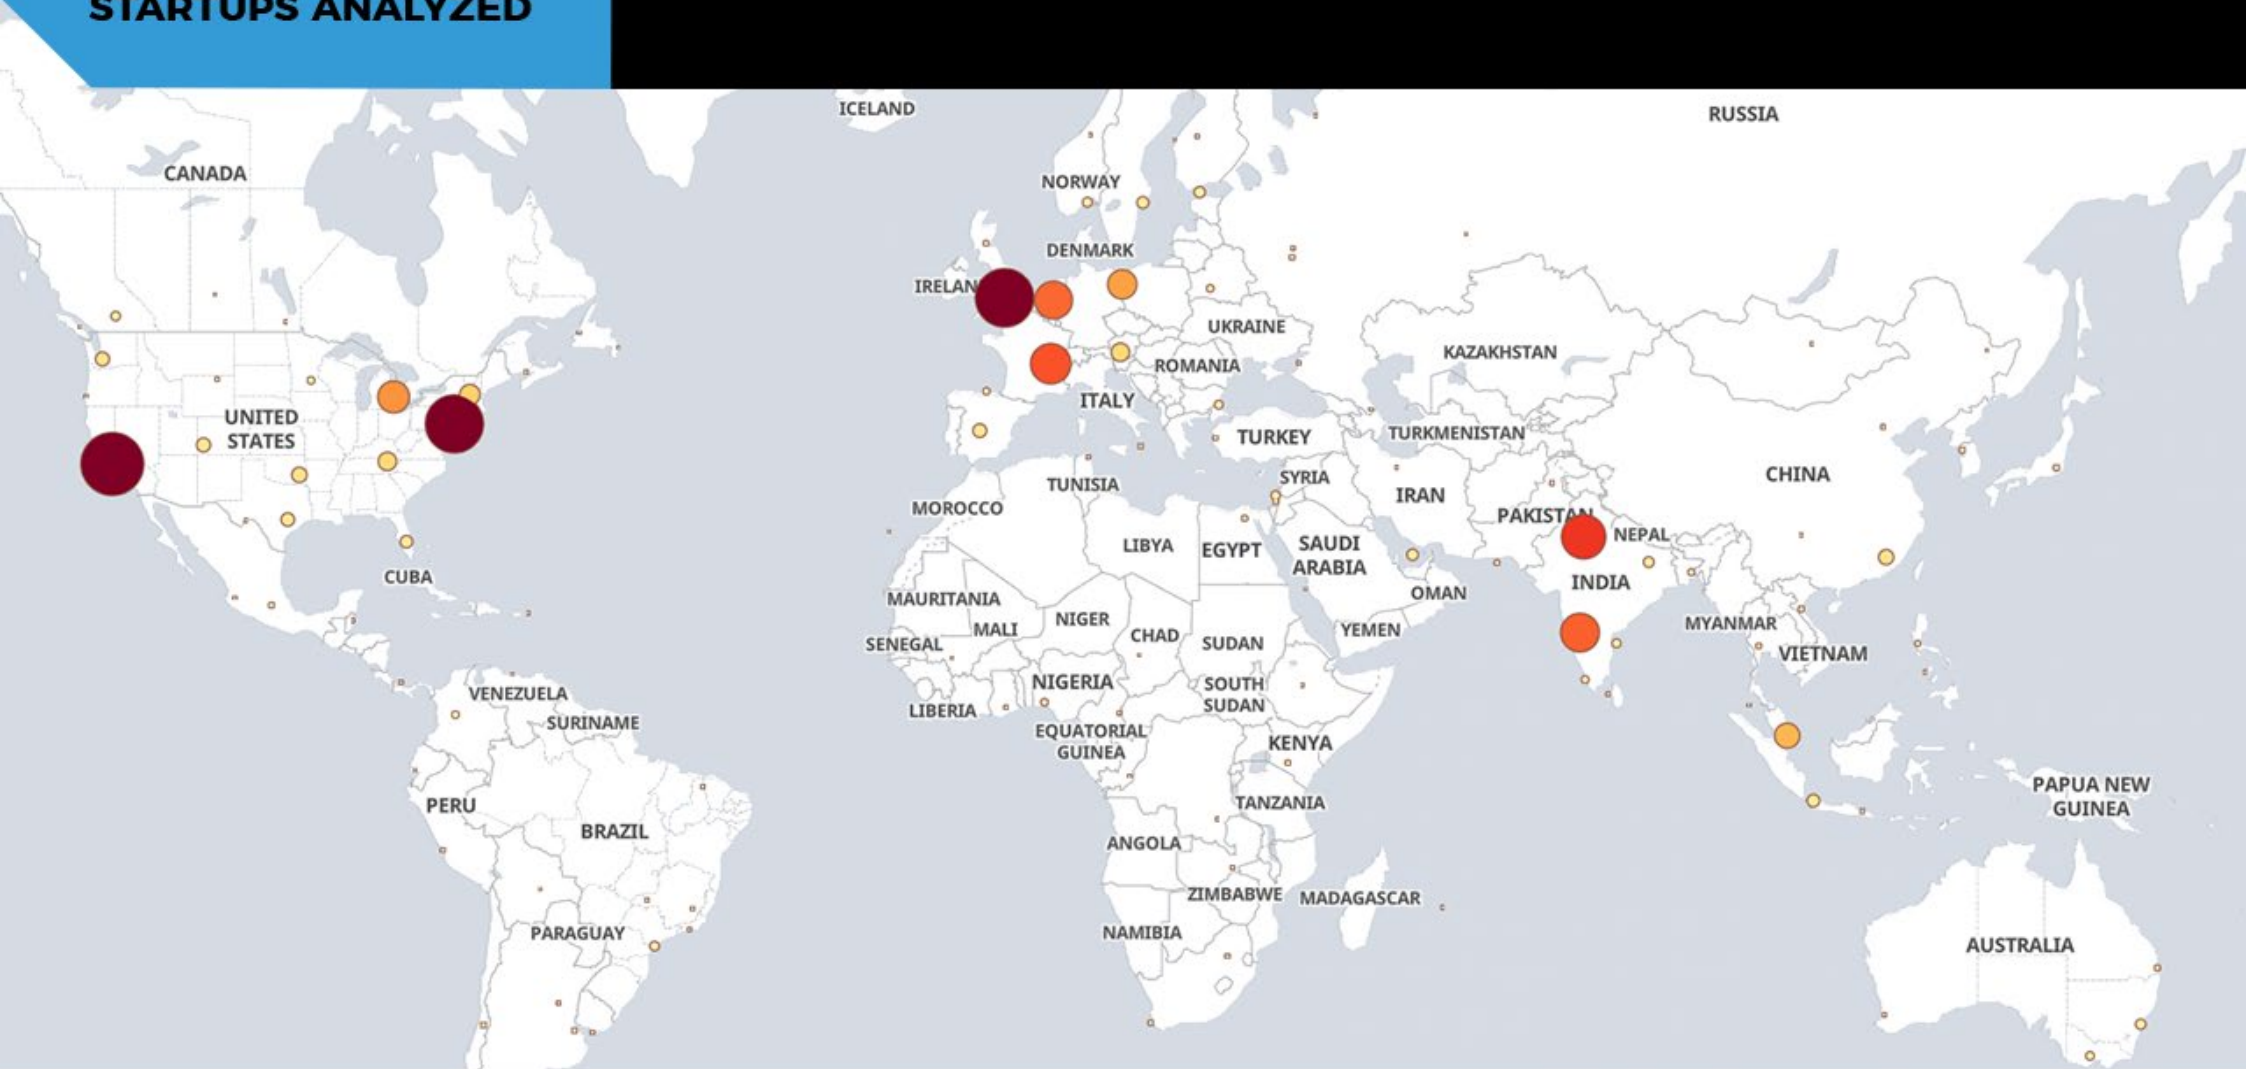 STARTUPS ANALYZED
ICELAND
RUSSIA
CANADA
NORWAY
DENMARK
IRELAN
UKRAINE
KAZAKHSTAN
ROMANIA
ITALY
UNITED
STATES
TURKEY
TURKMENISTAN
CHINA
SYRIA
TUNISIA
IRAN
MOROCCO
PAKISTAN
NEPAL
LIBYA
EGYPT
SAUDI
ARABIA
CUBA
INDIA
OMAN
MAURITANIA
NIGER
MALI
CHAD
SUDAN
YEMEN
MYANMAR
SENEGAL
VIETNAM
NIGERIA
SOUTH
SUDAN
VENEZUELA
LIBERIA
SURINAME
EQUATORIAL
GUINEA
KENYA
PAPUA NEW
GUINEA
PERU
TANZANIA
BRAZIL
ANGOLA
ZIMBABWE
MADAGASCAR
PARAGUAY
NAMIBIA
AUSTRALIA